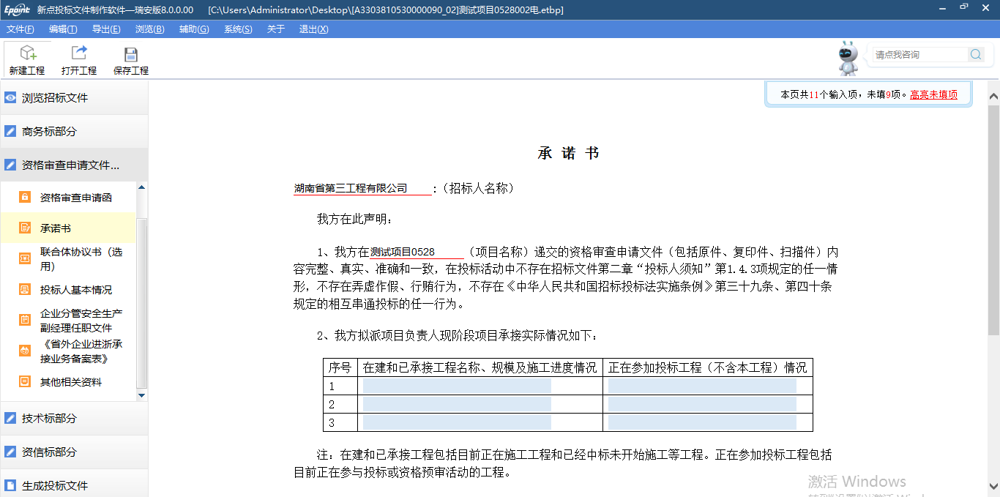 Epoint 新点投标文件制作软件—瑞安版8.0.0.00 [C:\Users\Administrator\Desktop\[A3303810530000090_02]测试项目0528002电.etbp]
文件(F) 编辑(T) 导出(E) 浏览(B) 辅助(G) 系统(S) 关于 退出(X)
新建工程 打开工程 保存工程
请点我咨询
浏览招标文件
商务标部分
资格审查申请文件...
资格审查申请函
承诺书
联合体协议书（选
用）
投标人基本情况
企业分管安全生产
副经理任职文件
《省外企业进浙承
接业务备案表》
其他相关资料
技术标部分
资信标部分
生成投标文件
本页共11个输入项，未填9项。高亮未填项
承 诺 书
湖南省第三工程有限公司：（招标人名称）
我方在此声明：
1、我方在测试项目0528（项目名称）递交的资格审查申请文件（包括原件、复印件、扫描件）内
容完整、真实、准确和一致，在投标活动中不存在招标文件第二章“投标人须知”第1.4.3项规定的任一情
形，不存在弄虚作假、行贿行为，不存在《中华人民共和国招标投标法实施条例》第三十九条、第四十条
规定的相互串通投标的任一行为。
2、我方拟派项目负责人现阶段项目承接实际情况如下：
序号 在建和已承接工程名称、规模及施工进度情况 正在参加投标工程（不含本工程）情况
1
2
3
注：在建和已承接工程包括目前正在施工工程和已经中标未开始施工等工程。正在参加投标工程包括
目前正在参与投标或资格预审活动的工程。
激活 Windows